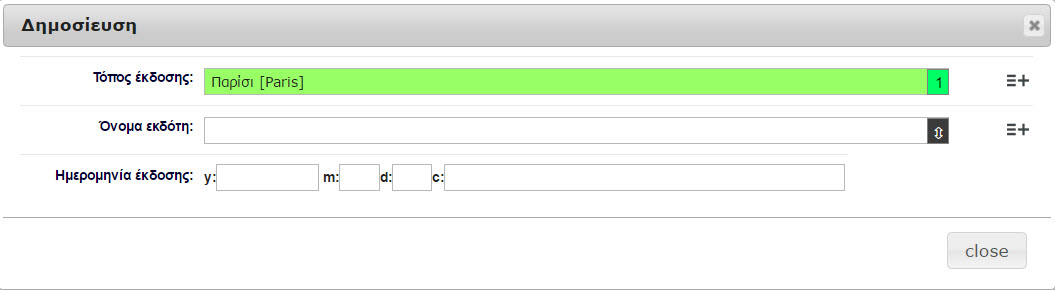 Δημοσίευση
Τόπος έκδοσης: Παρίσι [Paris] 1
Όνομα εκδότη:
Ημερομηνία έκδοσης: y: m: d: c:
close